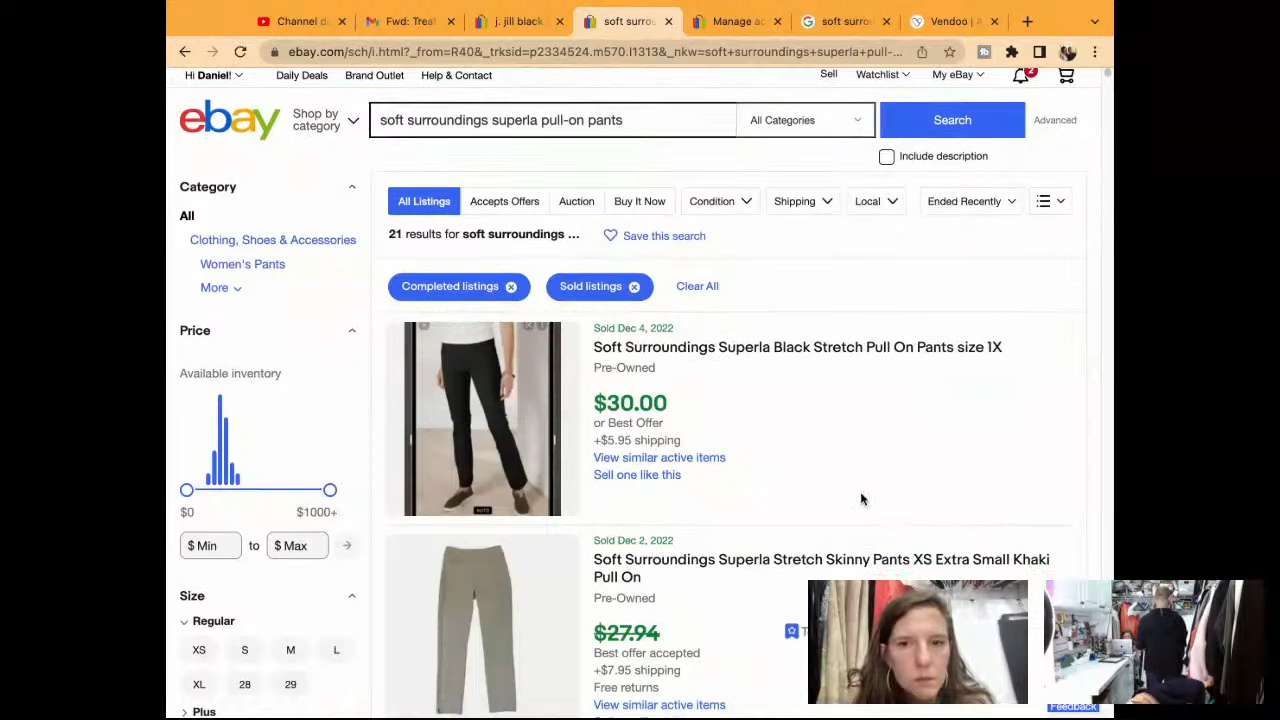 Channel d
Fwd: Treat
j. jill black
soft surrou
Manage ac
soft surrou
Vendoo | A
ebay.com/sch/i.html?_from=R40&_trksid=p2334524.m570.l1313&_nkw=soft+surroundings+superla+pull-...
Hi Daniel!
Daily Deals
Brand Outlet
Help & Contact
Sell
Watchlist
My eBay
2
ebay
Shop by
category
soft surroundings superla pull-on pants
All Categories
Search
Advanced
Include description
Category
All
Clothing, Shoes & Accessories
Women's Pants
More
Price
Available inventory
$0
$1000+
$ Min
to
$ Max
Size
Regular
XS
S
M
L
XL
28
29
Plus
All Listings
Accepts Offers
Auction
Buy It Now
Condition
Shipping
Local
Ended Recently
21 results for soft surroundings ...
Save this search
Completed listings
Sold listings
Clear All
Sold Dec 4, 2022
Soft Surroundings Superla Black Stretch Pull On Pants size 1X
Pre-Owned
$30.00
or Best Offer
+$5.95 shipping
View similar active items
Sell one like this
Sold Dec 2, 2022
Soft Surroundings Superla Stretch Skinny Pants XS Extra Small Khaki
Pull On
Pre-Owned
$27.94
Best offer accepted
+$7.95 shipping
Free returns
View similar active items
Feedback